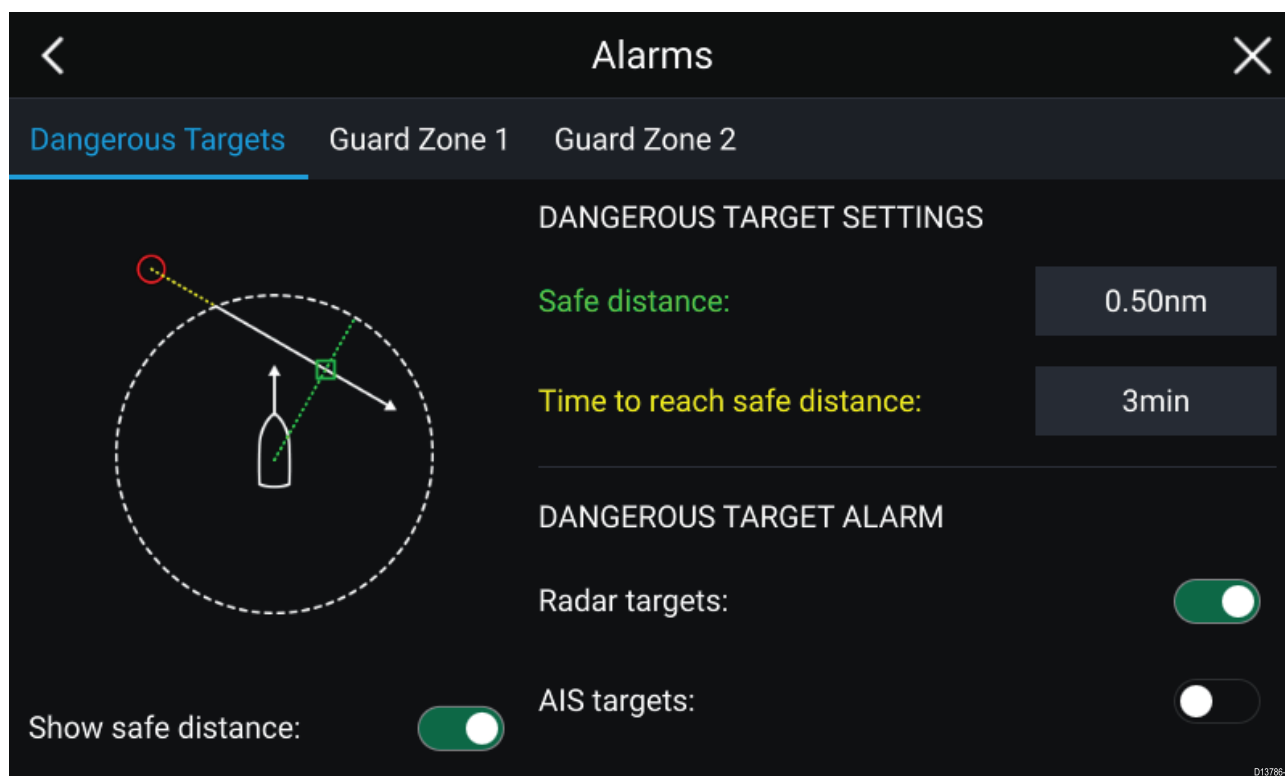 Alarms
Dangerous Targets Guard Zone 1 Guard Zone 2
DANGEROUS TARGET SETTINGS
Safe distance: 0.50nm
Time to reach safe distance: 3min
DANGEROUS TARGET ALARM
Radar targets:
AIS targets:
Show safe distance:
D13786